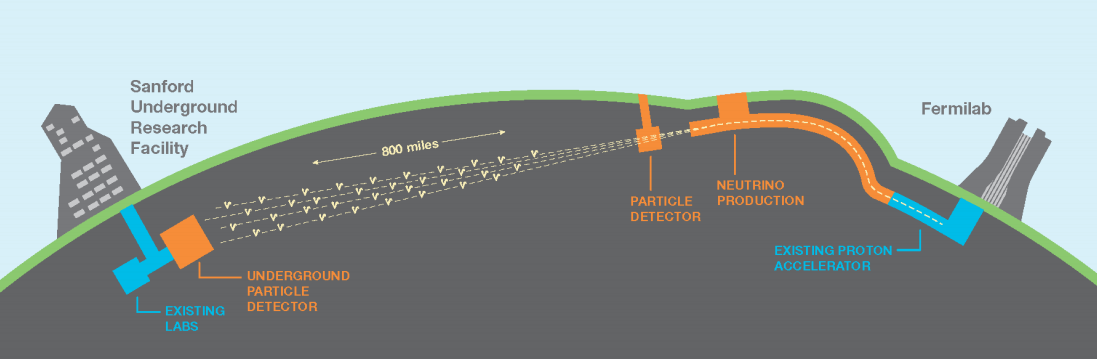 Sanford
Underground
Research
Facility
Fermilab
800 miles
PARTICLE
DETECTOR
NEUTRINO
PRODUCTION
EXISTING PROTON
ACCELERATOR
UNDERGROUND
PARTICLE
DETECTOR
EXISTING
LABS